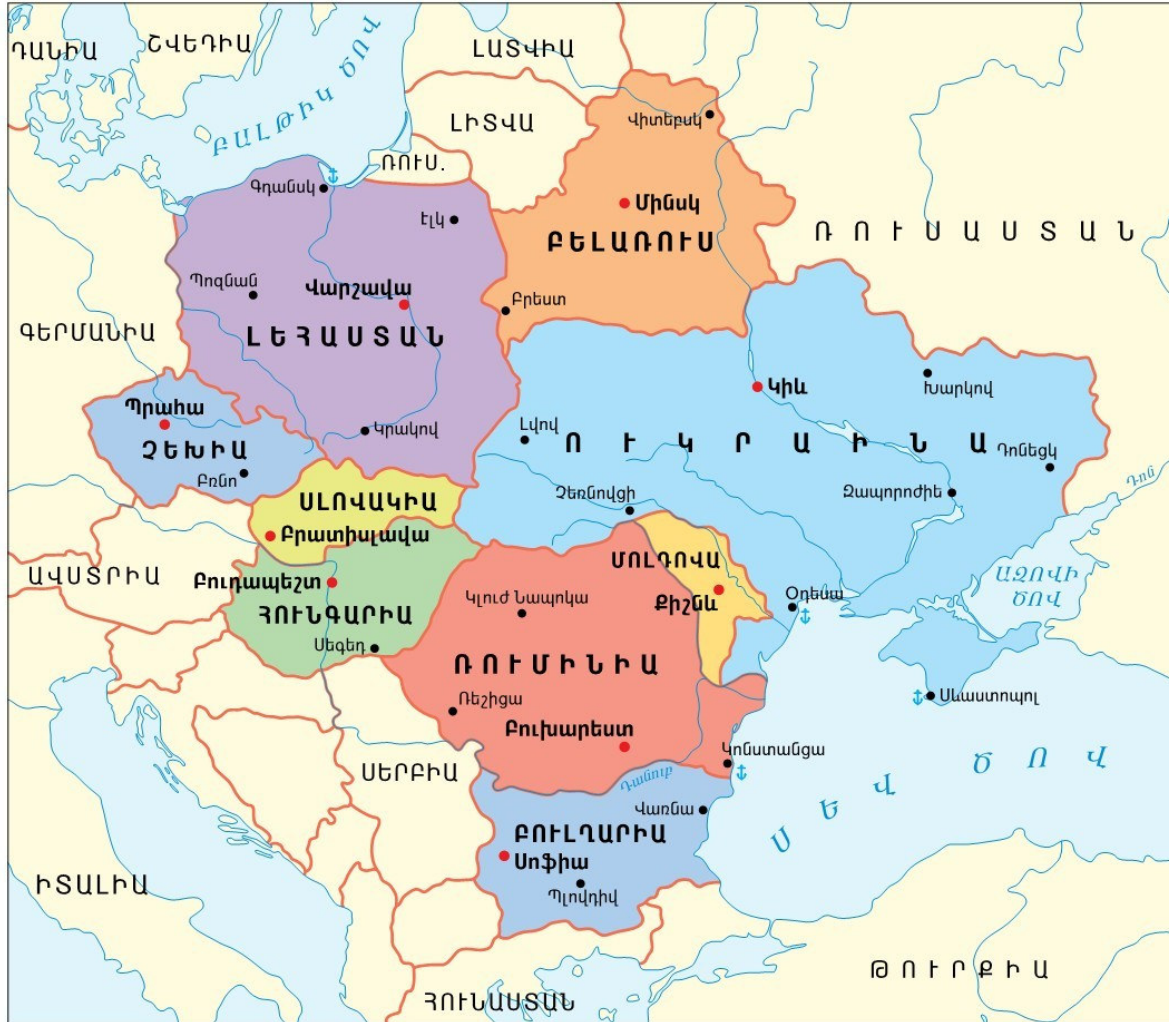 ԴԱՆԻԱ
ՇՎԵԴԻԱ
ԲԱԼԹԻԿ ԾՈՎ
ԼԱՏՎԻԱ
ԼԻՏՎԱ
ՌՈՒՍ.
Վիտեբսկ
Գդանսկ
Էլկ
Մինսկ
ԲԵԼԱՌՈՒՍ
ՌՈՒՍԱՍՏԱՆ
Պոզնան
Վարշավա
Բրեստ
ԳԵՐՄԱՆԻԱ
ԼԵՀԱՍՏԱՆ
Կիև
Խարկով
Պրահա
Կրակով
Լվով
ՈՒԿՐԱԻՆԱ
ՉԵԽԻԱ
Բռնո
Դոնեցկ
Դոն
ՍԼՈՎԱԿԻԱ
Չեռնովցի
Զապորոժիե
Բրատիսլավա
ԱՎՍՏՐԻԱ
Բուդապեշտ
ՄՈԼԴՈՎԱ
ԱԶՈՎԻ
ԾՈՎ
ՀՈՒՆԳԱՐԻԱ
Կլուժ Նապոկա
Քիշնև
Օդեսա
Սեգեդ
ՌՈՒՄԻՆԻԱ
Ռեշիցա
Սևաստոպոլ
Բուխարեստ
Կոնստանցա
ՍԵՐԲԻԱ
Դանուբ
ՍԵՎ ԾՈՎ
Վառնա
ԲՈՒԼՂԱՐԻԱ
Սոֆիա
ԻՏԱԼԻԱ
Պլովդիվ
ԹՈՒՐՔԻԱ
ՀՈՒՆԱՍՏԱՆ